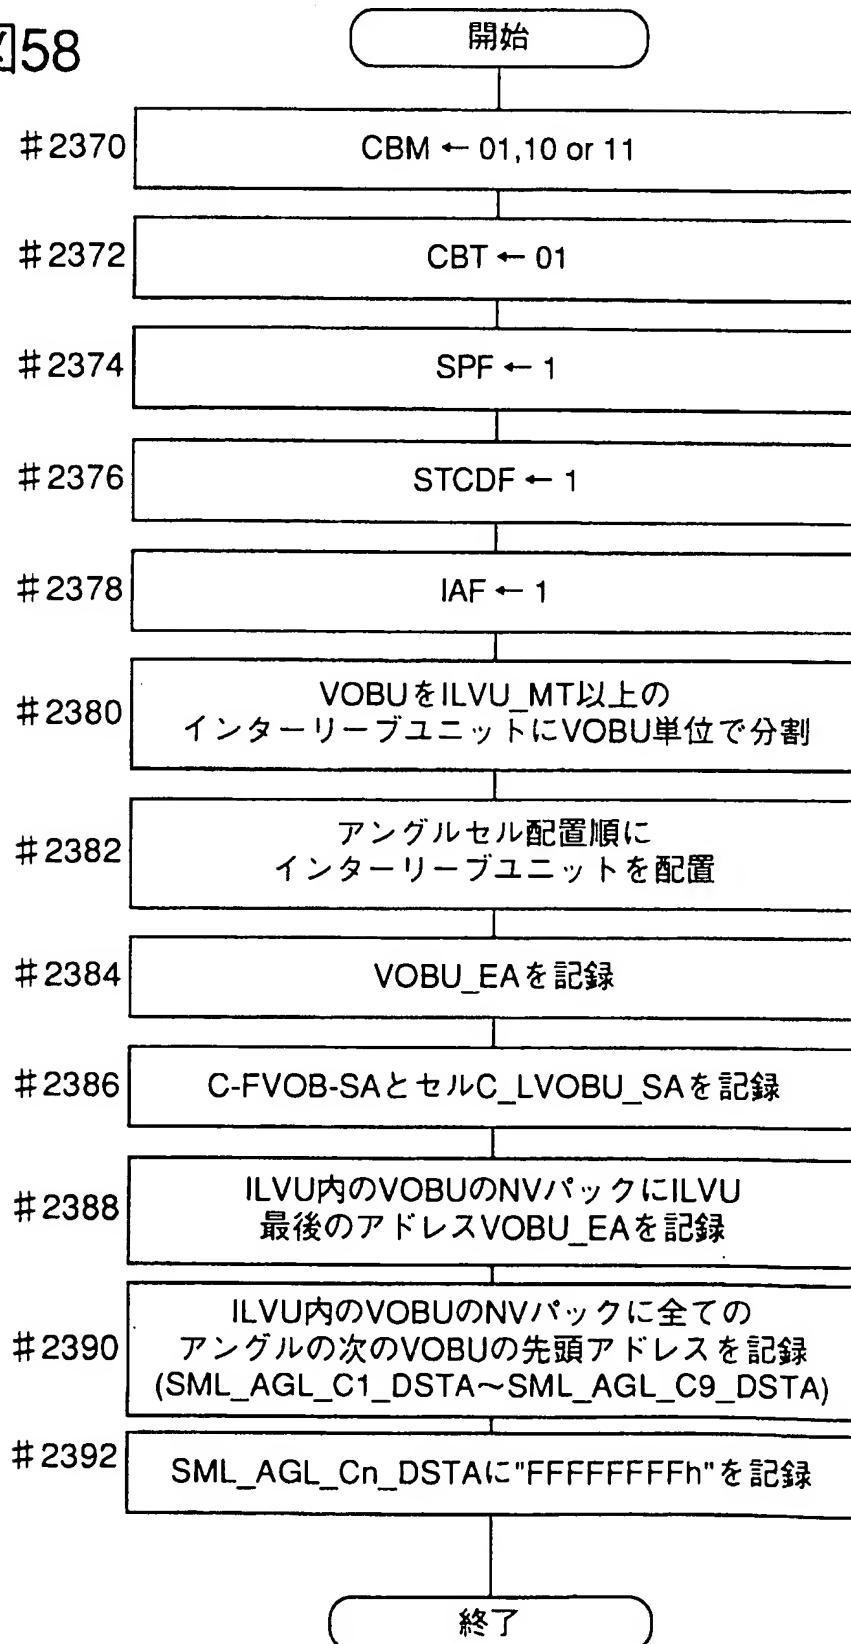 図58
開始
#2370
CBM ← 01,10 or 11
#2372
CBT ← 01
#2374
SPF ← 1
#2376
STCDF ← 1
#2378
IAF ← 1
#2380
VOBUをILVU_MT以上の
インターリーブユニットにVOBU単位で分割
#2382
アングルセル配置順に
インターリーブユニットを配置
#2384
VOBU_EAを記録
#2386
C-FVOB-SAとセルC_LVOBU_SAを記録
#2388
ILVU内のVOBUのNVパックにILVU
最後のアドレスVOBU_EAを記録
#2390
ILVU内のVOBUのNVパックに全ての
アングルの次のVOBUの先頭アドレスを記録
(SML_AGL_C1_DSTA～SML_AGL_C9_DSTA)
#2392
SML_AGL_Cn_DSTAに"FFFFFFFFh"を記録
終了